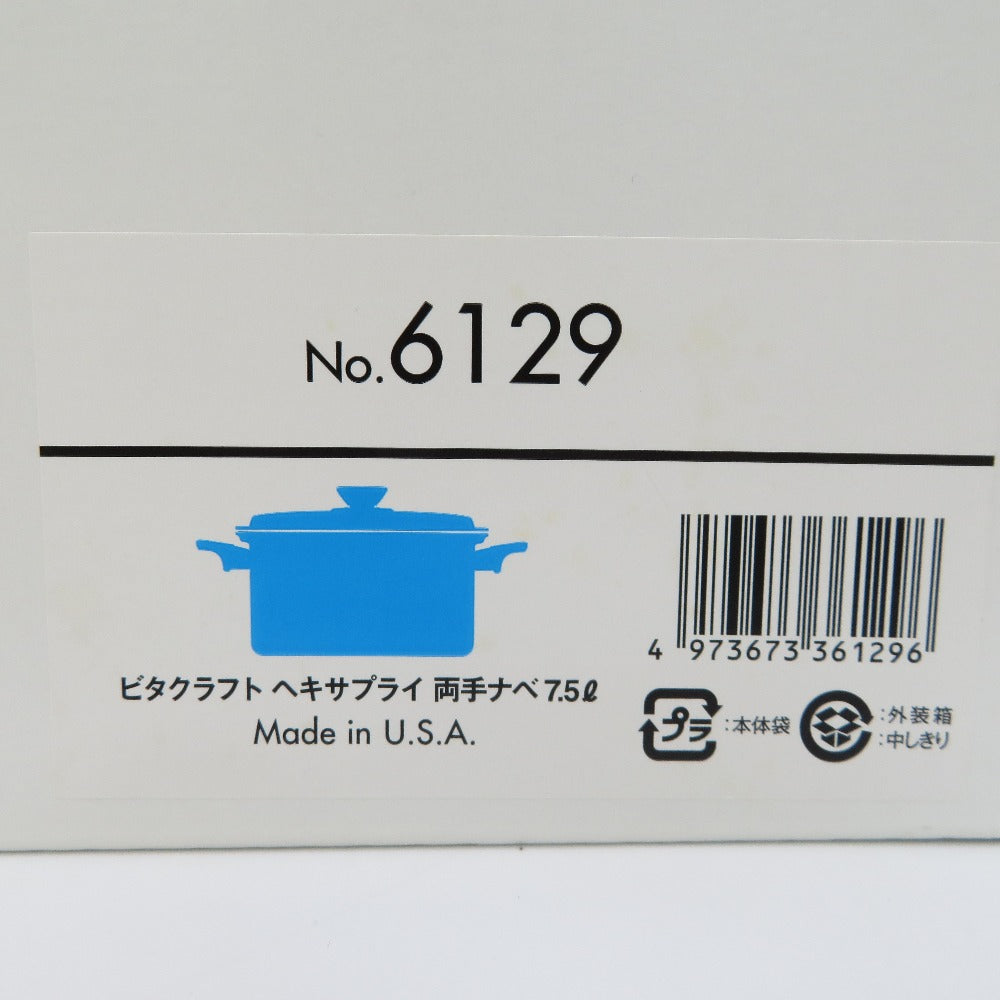 No.6129
ビタクラフト ヘキサプライ 両手ナベ 7.5ℓ
Made in U.S.A.
4 973673 361296
プラ :本体袋
:外装箱
:中しきり